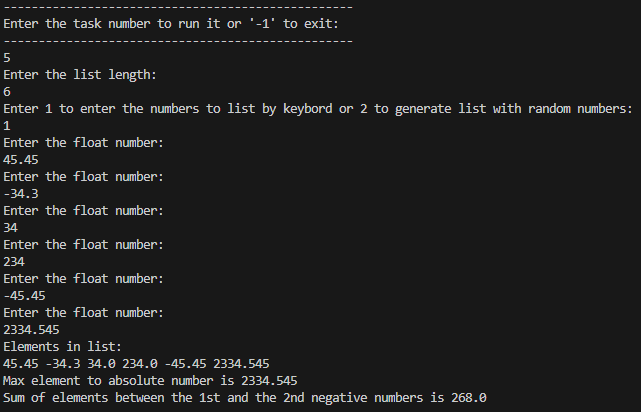 --------------------------------------------------
Enter the task number to run it or '-1' to exit:
--------------------------------------------------
5
Enter the list length:
6
Enter 1 to enter the numbers to list by keybord or 2 to generate list with random numbers:
1
Enter the float number:
45.45
Enter the float number:
-34.3
Enter the float number:
34
Enter the float number:
234
Enter the float number:
-45.45
Enter the float number:
2334.545
Elements in list:
45.45 -34.3 34.0 234.0 -45.45 2334.545
Max element to absolute number is 2334.545
Sum of elements between the 1st and the 2nd negative numbers is 268.0